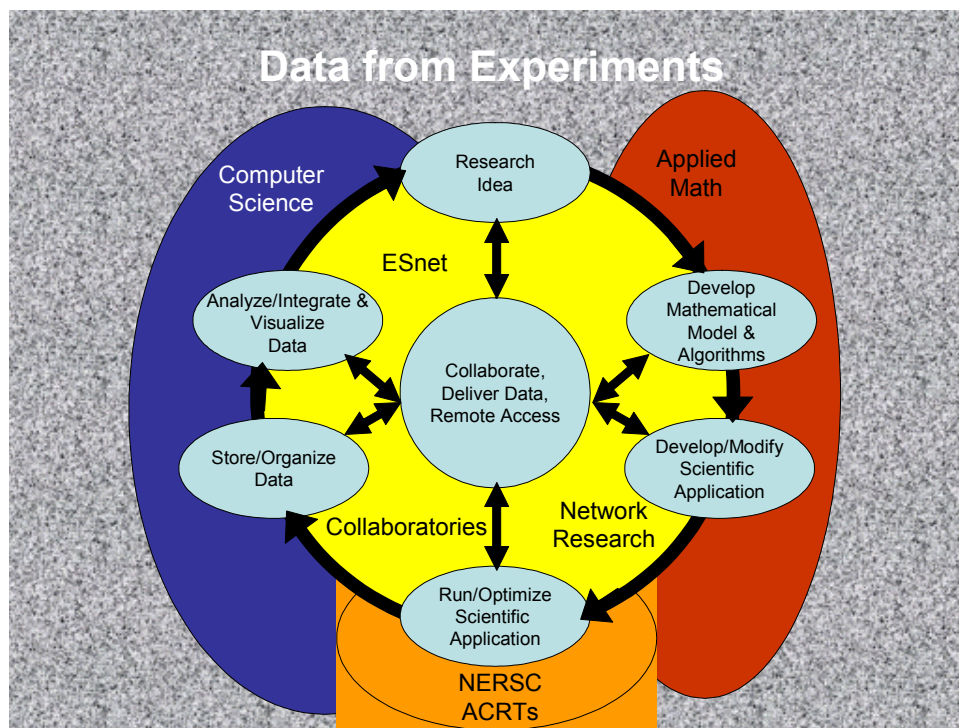 Data from Experiments
Computer
Science
Research
Idea
Applied
Math
ESnet
Analyze/Integrate &
Visualize
Data
Develop
Mathematical
Model &
Algorithms
Collaborate,
Deliver Data,
Remote Access
Store/Organize
Data
Develop/Modify
Scientific
Application
Collaboratories
Network
Research
Run/Optimize
Scientific
Application
NERSC
ACRTs